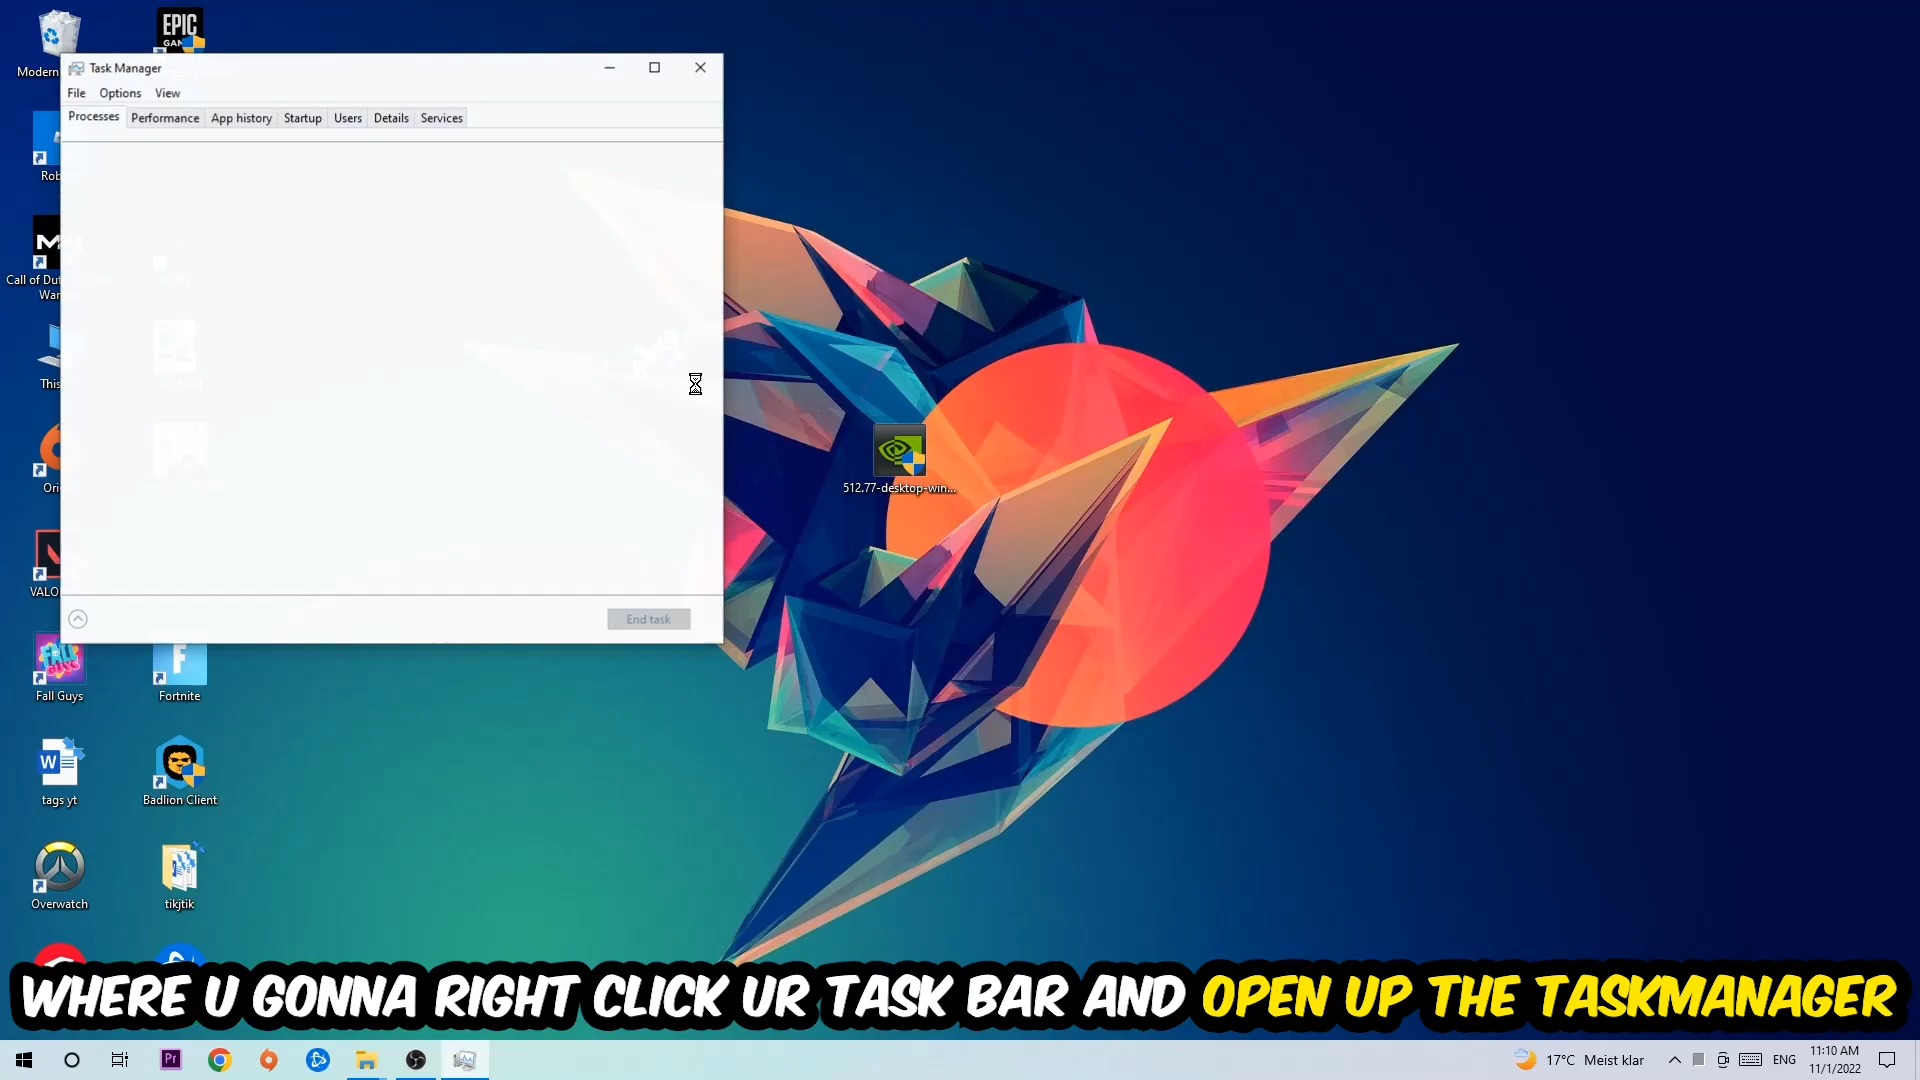 EPIC
GAM
Modern
Task Manager
File Options View
Processes Performance App history Startup Users Details Services
Call of Du
War
This
Ori
VALO
End task
512.77-desktop-win...
Fall Guys
Fortnite
tags yt
Badlion Client
Overwatch
tikjtik
WHERE U GONNA RIGHT CLICK UR TASK BAR AND OPEN UP THE TASKMANAGER
Pr
17°C Meist klar
ENG
11:10 AM
11/1/2022